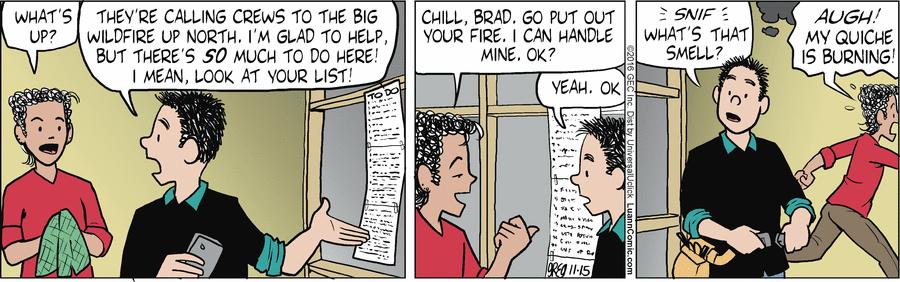 WHAT'S
UP?
THEY'RE CALLING CREWS TO THE BIG
WILDFIRE UP NORTH. I'M GLAD TO HELP,
BUT THERE'S SO MUCH TO DO HERE!
I MEAN, LOOK AT YOUR LIST!
TO DO
CHILL, BRAD. GO PUT OUT
YOUR FIRE. I CAN HANDLE
MINE. OK?
YEAH. OK
GREG 11-15
©2016 GEC Inc. Dist by Universal Uclick LuannComic.com
SNIF
WHAT'S THAT
SMELL?
AUGH!
MY QUICHE
IS BURNING!